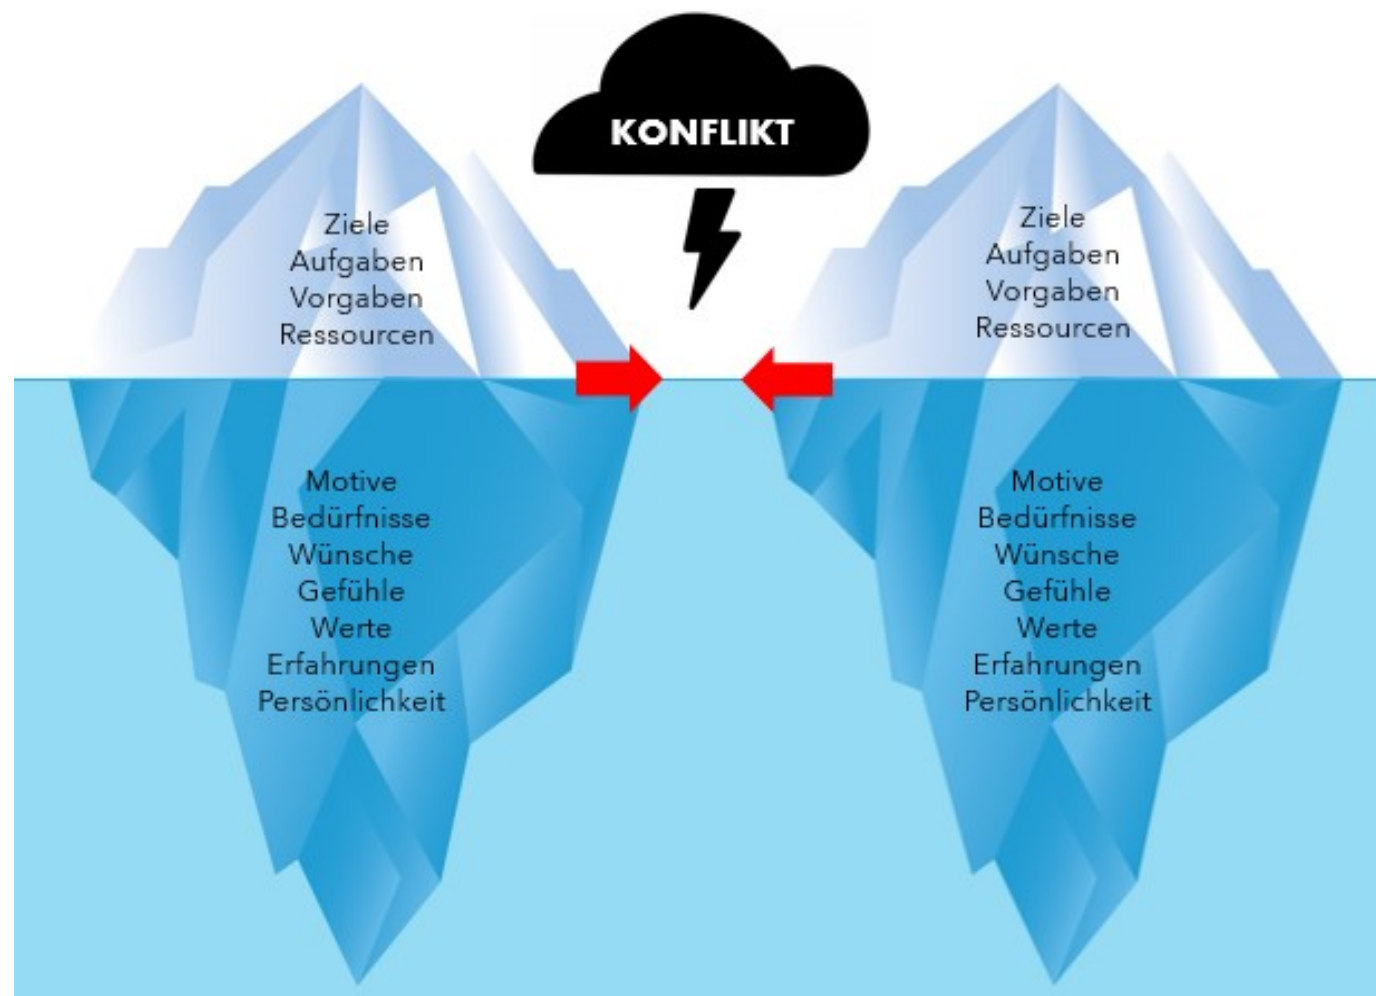 KONFLIKT
Ziele
Aufgaben
Vorgaben
Ressourcen
Motive
Bedürfnisse
Wünsche
Gefühle
Werte
Erfahrungen
Persönlichkeit
Ziele
Aufgaben
Vorgaben
Ressourcen
Motive
Bedürfnisse
Wünsche
Gefühle
Werte
Erfahrungen
Persönlichkeit